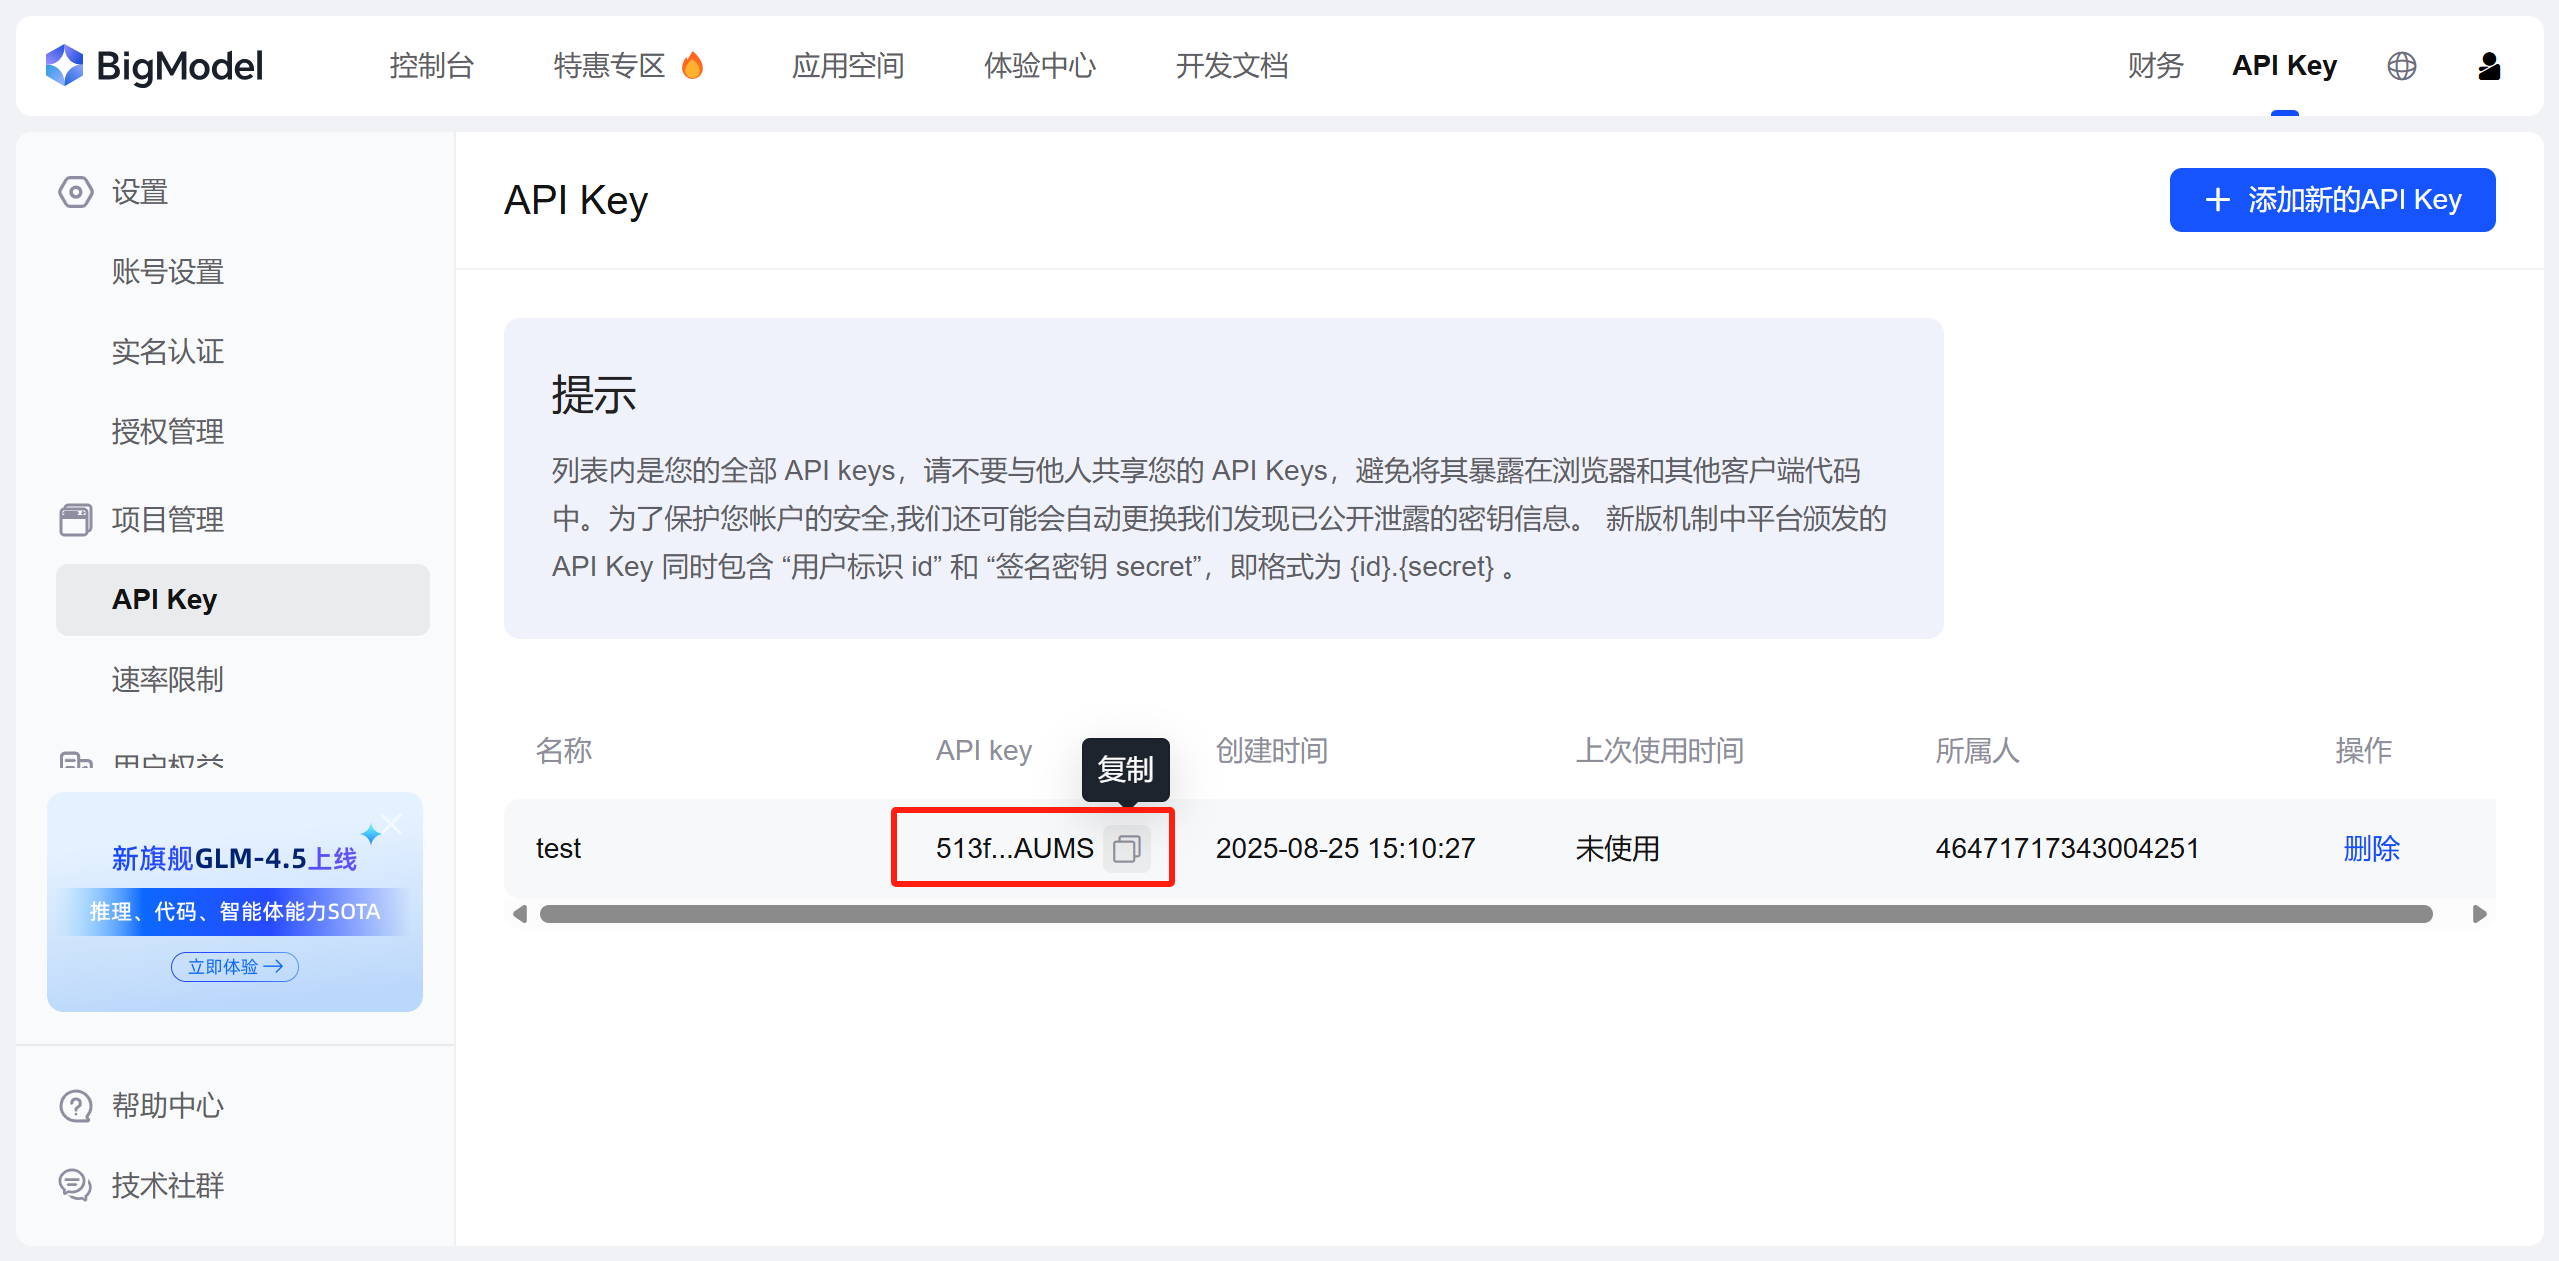 BigModel
控制台
特惠专区
应用空间
体验中心
开发文档
财务
API Key
设置
账号设置
实名认证
授权管理
项目管理
API Key
速率限制
用户权益
新旗舰GLM-4.5上线
推理、代码、智能体能力SOTA
立即体验
帮助中心
技术社群
API Key
添加新的API Key
提示
列表内是您的全部 API keys，请不要与他人共享您的 API Keys，避免将其暴露在浏览器和其他客户端代码
中。为了保护您帐户的安全,我们还可能会自动更换我们发现已公开泄露的密钥信息。 新版机制中平台颁发的
API Key 同时包含 “用户标识 id” 和 “签名密钥 secret”，即格式为 {id}.{secret} 。
名称
API key
复制
创建时间
上次使用时间
所属人
操作
test
513f...AUMS
2025-08-25 15:10:27
未使用
46471717343004251
删除